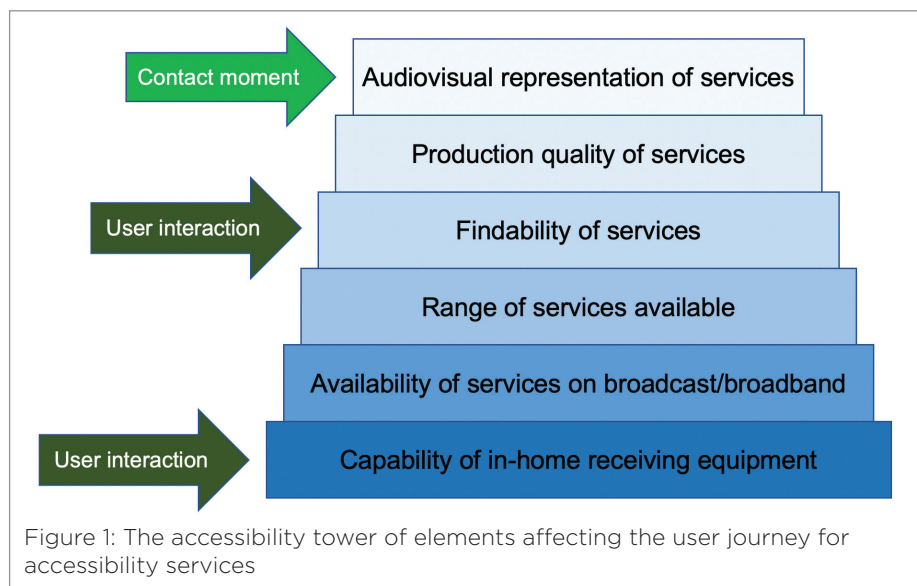 Contact moment
Audiovisual representation of services
Production quality of services
User interaction
Findability of services
Range of services available
Availability of services on broadcast/broadband
User interaction
Capability of in-home receiving equipment
Figure 1: The accessibility tower of elements affecting the user journey for
accessibility services